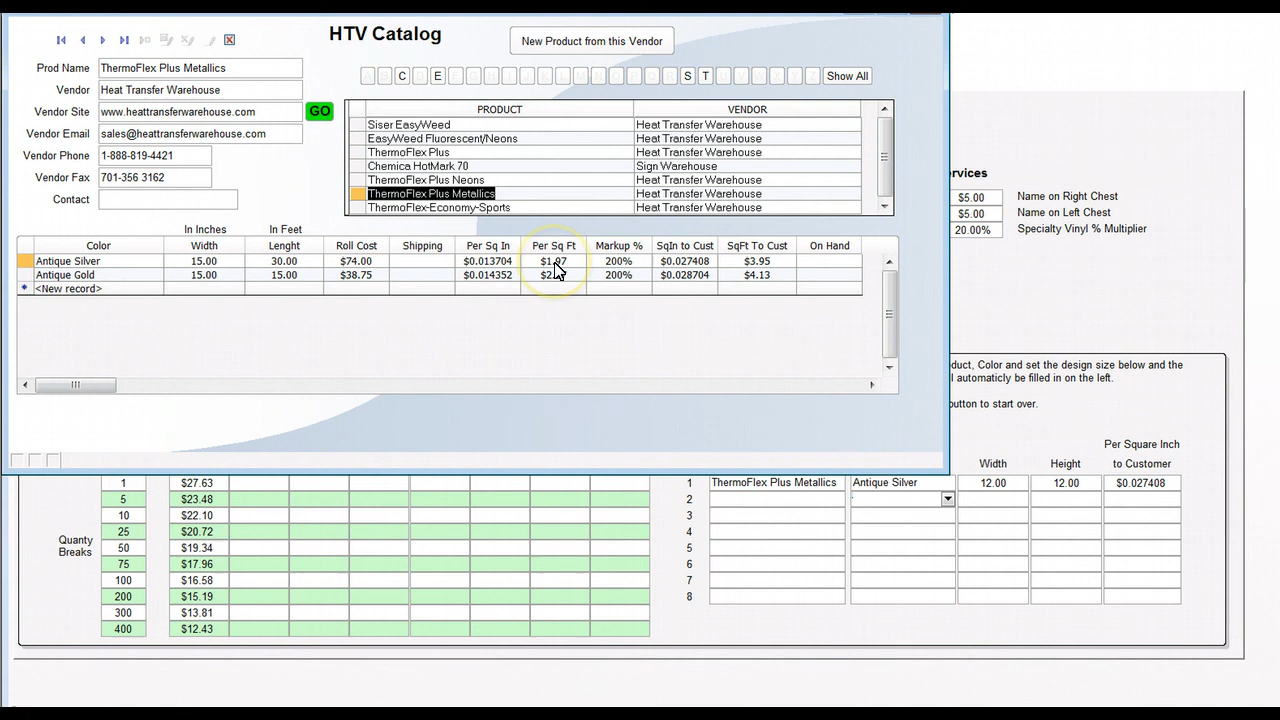 HTV Catalog
New Product from this Vendor
Prod Name ThermoFlex Plus Metallics
Vendor Heat Transfer Warehouse
Vendor Site www.heattransferwarehouse.com GO
Vendor Email sales@heattransferwarehouse.com
Vendor Phone 1-888-819-4421
Vendor Fax 701-356 3162
Contact
C E S T Show All
PRODUCT VENDOR
Siser EasyWeed Heat Transfer Warehouse
EasyWeed Fluorescent/Neons Heat Transfer Warehouse
ThermoFlex Plus Heat Transfer Warehouse
Chemica HotMark 70 Sign Warehouse
ThermoFlex Plus Neons Heat Transfer Warehouse
ThermoFlex Plus Metallics Heat Transfer Warehouse
ThermoFlex-Economy-Sports Heat Transfer Warehouse
In Inches In Feet
Color Width Lenght Roll Cost Shipping Per Sq In Per Sq Ft Markup % SqIn to Cust SqFt To Cust On Hand
Antique Silver 15.00 30.00 $74.00 $0.013704 200% $0.027408 $3.95
Antique Gold 15.00 15.00 $38.75 $0.014352 200% $0.028704 $4.13
<New record>
rvices
$5.00 Name on Right Chest
$5.00 Name on Left Chest
20.00% Specialty Vinyl % Multiplier
duct, Color and set the design size below and the
l automaticly be filled in on the left.
button to start over.
Per Square Inch
Width Height to Customer
1 $27.63
5 $23.48
10 $22.10
25 $20.72
50 $19.34
75 $17.96
100 $16.58
200 $15.19
300 $13.81
400 $12.43
Quanty
Breaks
1 ThermoFlex Plus Metallics Antique Silver 12.00 12.00 $0.027408
2
3
4
5
6
7
8